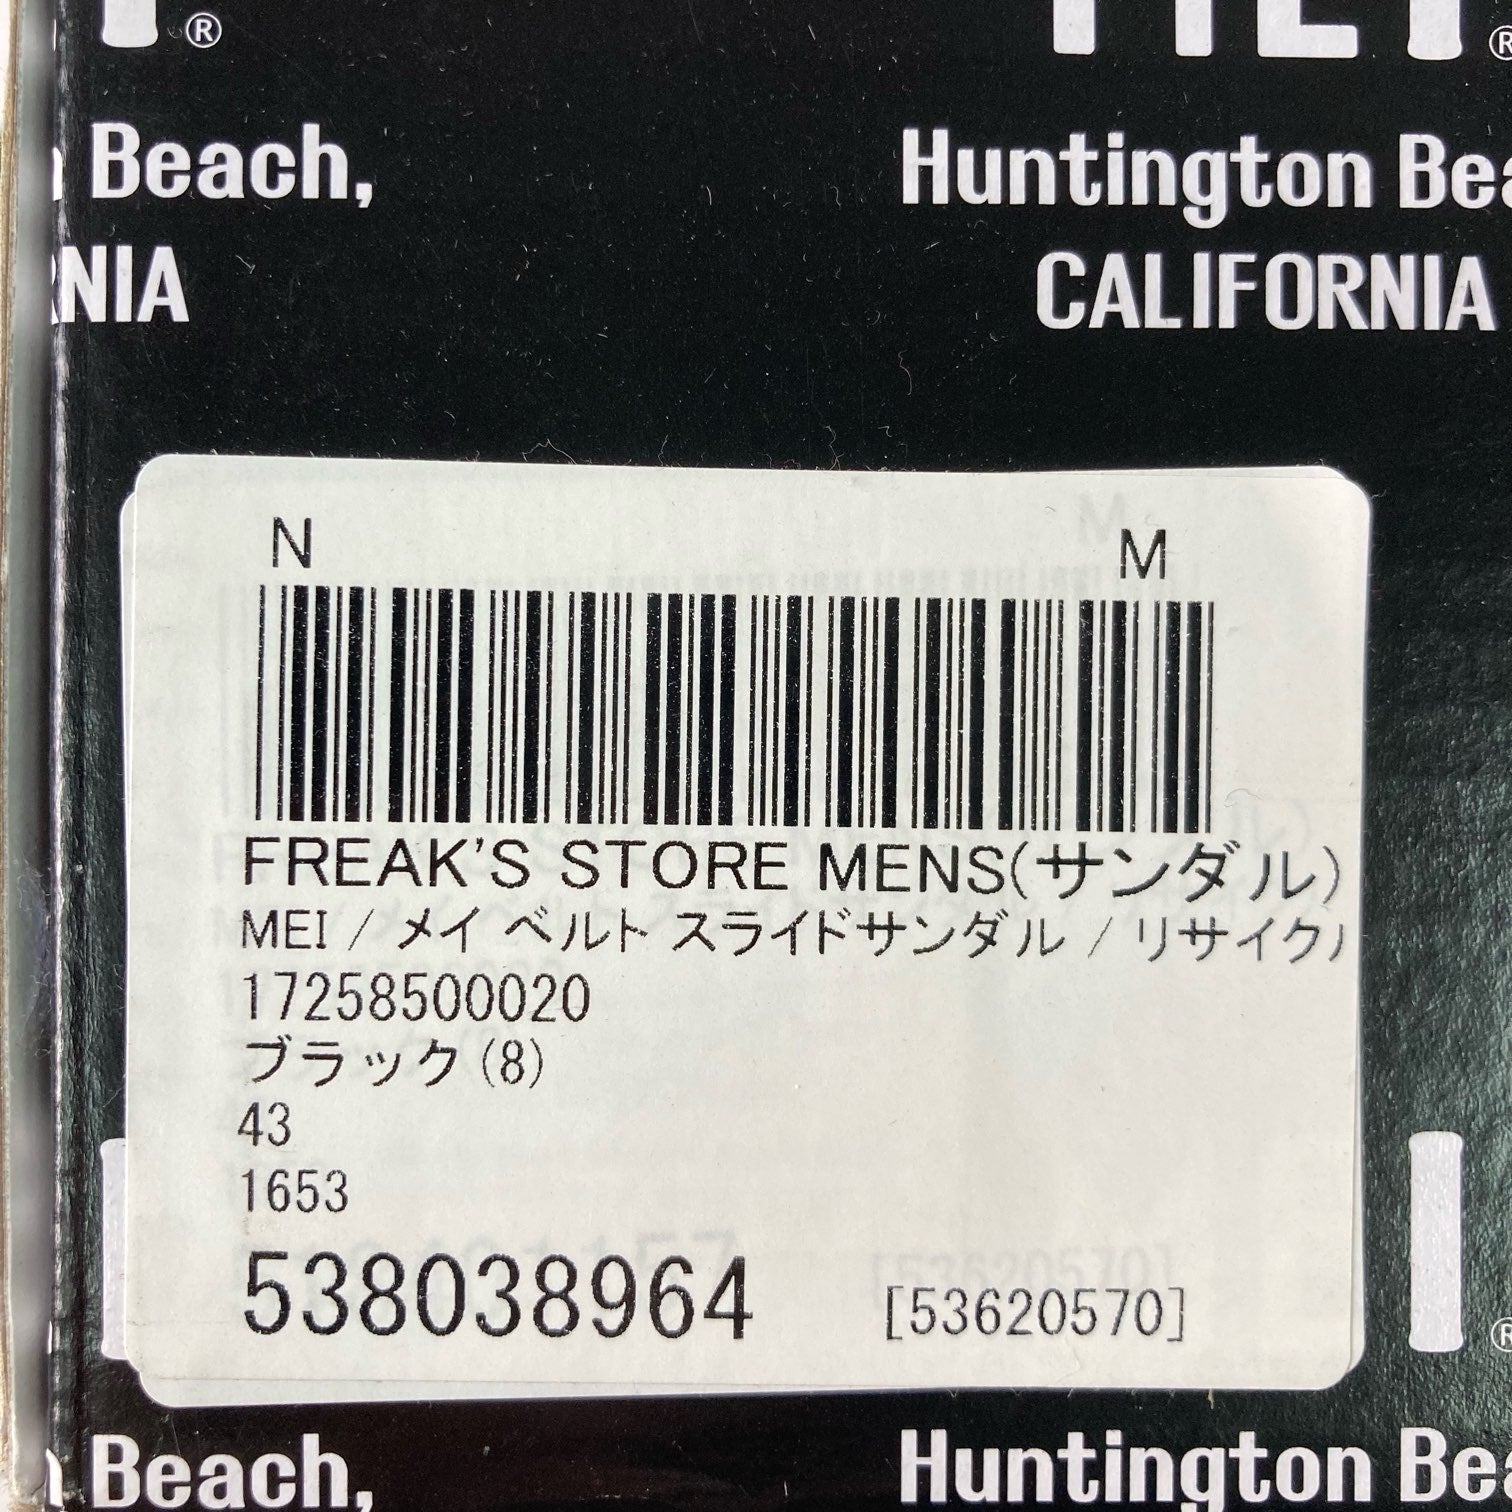 ®
®
Beach,
Huntington Bea
NIA
CALIFORNIA
N M
FREAK'S STORE MENS(サンダル)
MEI / メイ ベルト スライドサンダル / リサイク
17258500020
ブラック(8)
43
1653
538038964 [53620570]
®
Beach,
Huntington Bea